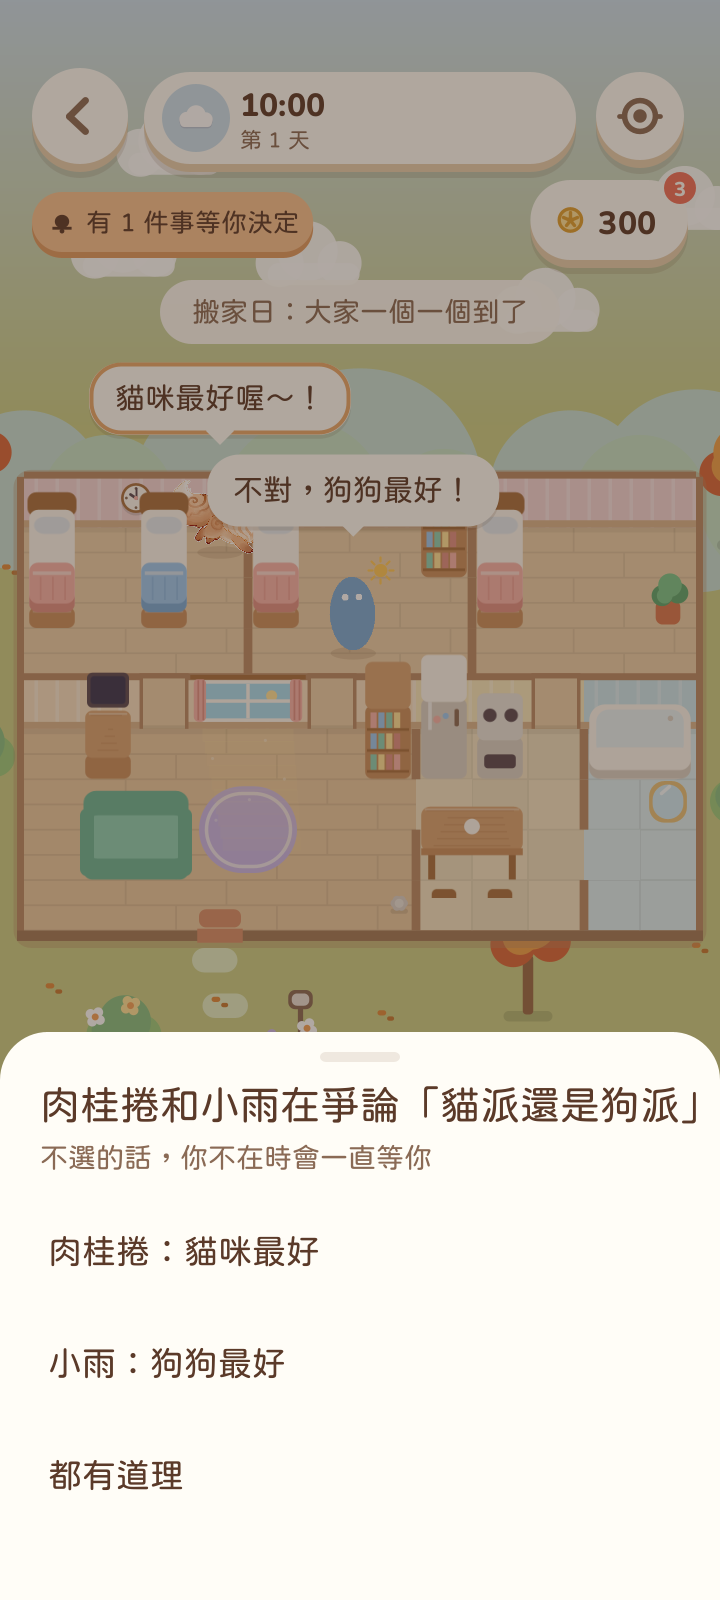 10:00
第 1 天
有 1 件事等你決定
3
300
搬家日：大家一個一個到了
貓咪最好喔～！
不對，狗狗最好！
肉桂捲和小雨在爭論「貓派還是狗派」
不選的話，你不在時會一直等你
肉桂捲：貓咪最好
小雨：狗狗最好
都有道理